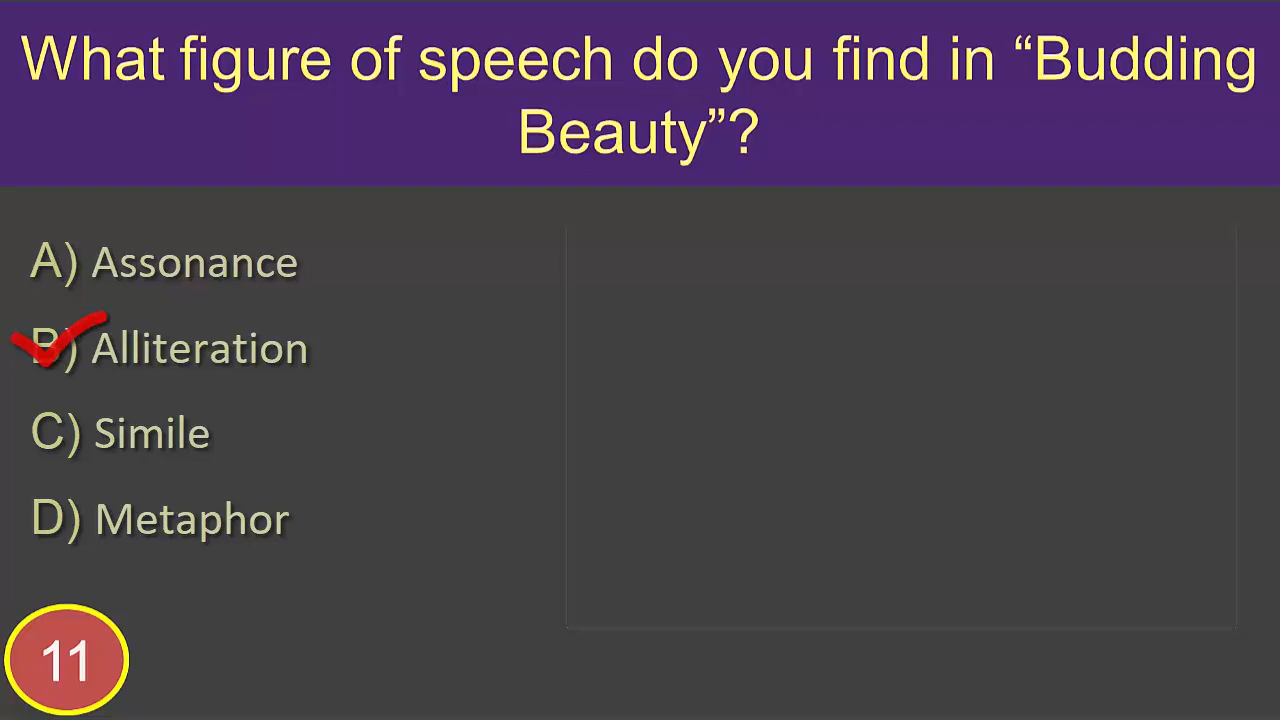 What figure of speech do you find in “Budding
Beauty”?
A) Assonance
B) Alliteration
C) Simile
D) Metaphor
11